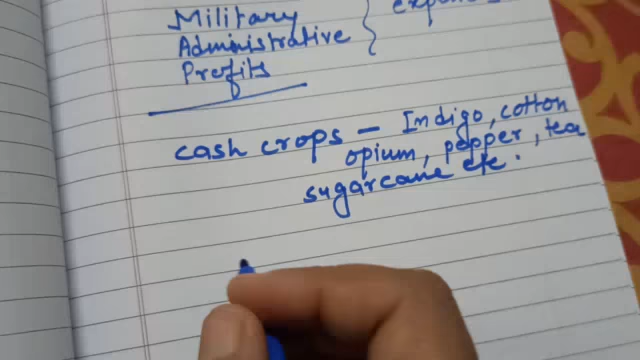 Military
Administrative
Profits
cash crops – Indigo, cotton
opium, pepper, tea
sugarcane etc.